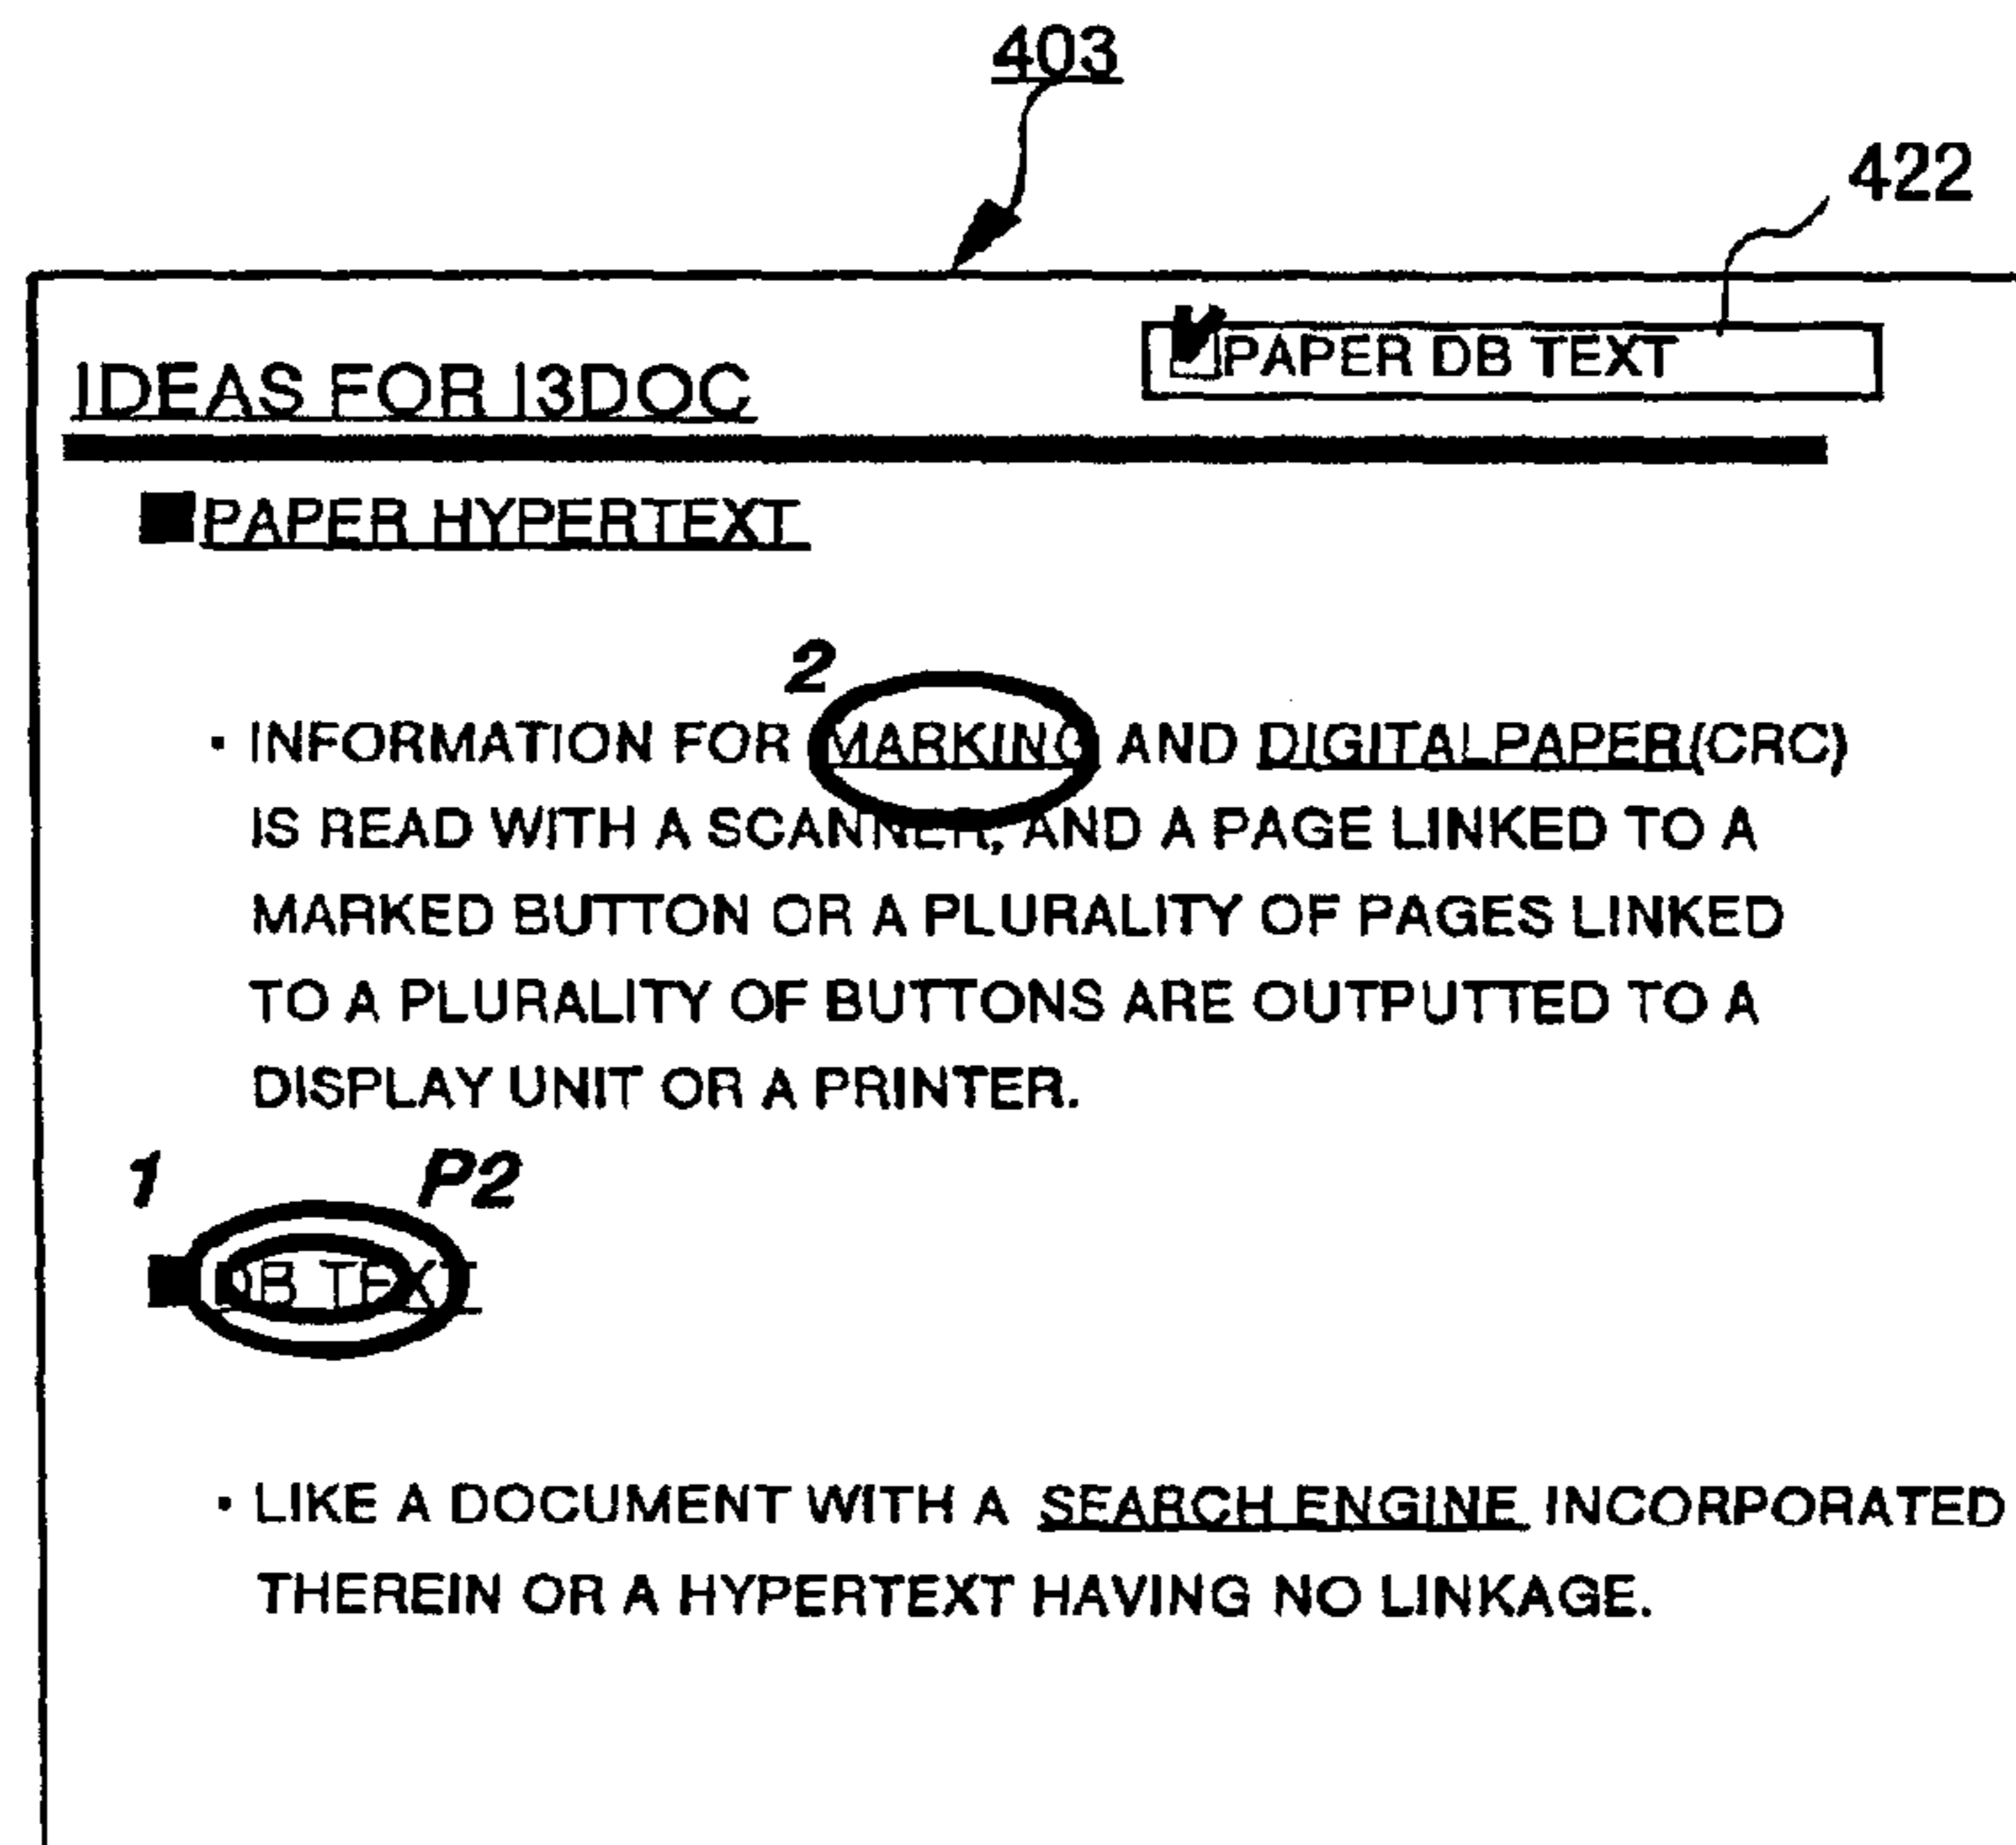 403
422
PAPER DB TEXT
IDEAS FOR I3DOC
PAPER HYPERTEXT
2
· INFORMATION FOR MARKING AND DIGITALPAPER(CRC)
IS READ WITH A SCANNER, AND A PAGE LINKED TO A
MARKED BUTTON OR A PLURALITY OF PAGES LINKED
TO A PLURALITY OF BUTTONS ARE OUTPUTTED TO A
DISPLAY UNIT OR A PRINTER.
1 P2
DB TEXT
· LIKE A DOCUMENT WITH A SEARCH ENGINE INCORPORATED
THEREIN OR A HYPERTEXT HAVING NO LINKAGE.